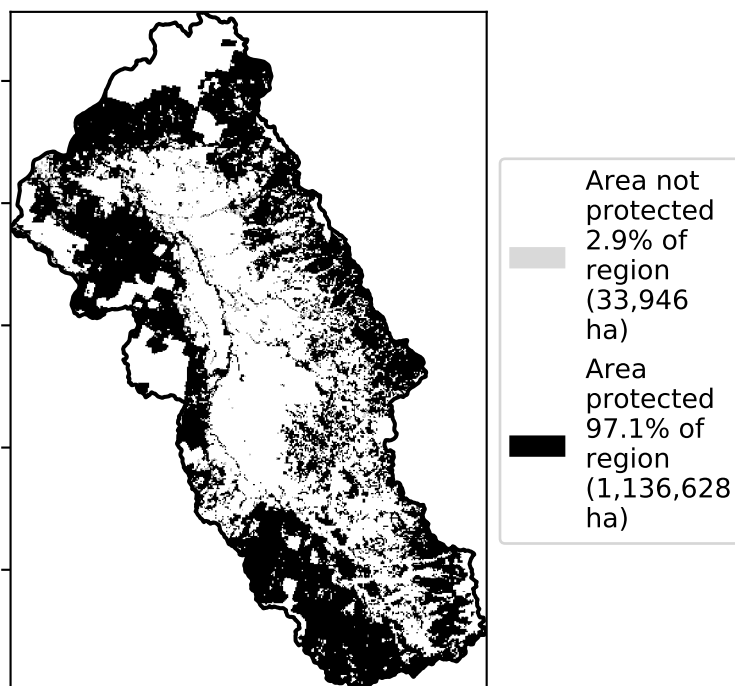 Area not
protected
2.9% of
region
(33,946
ha)
Area
protected
97.1% of
region
(1,136,628
ha)